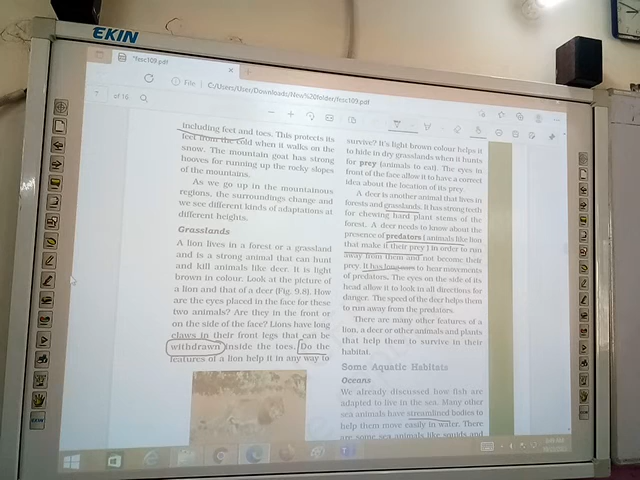 EKIN
fesc109.pdf
File
C:/Users/User/Downloads/New%20folder/fesc109.pdf
of 16
including feet and toes. This protects its
feet from the cold when it walks on the
snow. The mountain goat has strong
hooves for running up the rocky slopes
of the mountains.
As we go up in the mountainous
regions, the surroundings change and
we see different kinds of adaptations at
different heights.
Grasslands
A lion lives in a forest or a grassland
and is a strong animal that can hunt
and kill animals like deer. It is light
brown in colour. Look at the picture of
a lion and that of a deer (Fig. 9.8). How
are the eyes placed in the face for these
two animals? Are they in the front or
on the side of the face? Lions have long
claws in their front legs that can be
withdrawn inside the toes. Do the
features of a lion help it in any way to
survive? It's light brown colour helps it
to hide in dry grasslands when it hunts
for prey (animals to eat). The eyes in
front of the face allow it to have a correct
idea about the location of its prey.
A deer is another animal that lives in
forests and grasslands. It has strong teeth
for chewing hard plant stems of the
forest. A deer needs to know about the
presence of predators (animals like lion
that make it their prey) in order to run
away from them and not become their
prey. It has long ears to hear movements
of predators. The eyes on the side of its
head allow it to look in all directions for
danger. The speed of the deer helps them
to run away from the predators.
There are many other features of
a lion, a deer or other animals and plants
that help them to survive in their
habitat.
Some Aquatic Habitats
Oceans
We already discussed how fish are
adapted to live in the sea. Many other
sea animals have streamlined bodies to
help them move easily in water. There
are some sea animals like squids and
EKIN